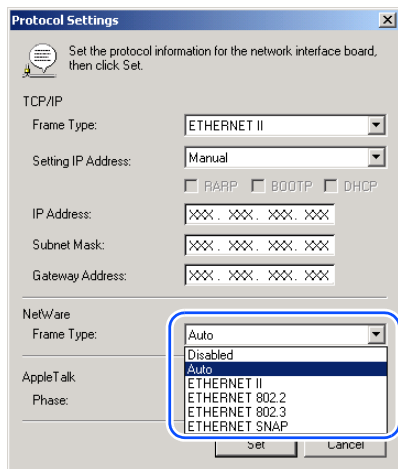 Protocol Settings
Set the protocol information for the network interface board,
then click Set.
TCP/IP
Frame Type: ETHERNET II
Setting IP Address: Manual
RARP BOOTP DHCP
IP Address: XXX. XXX. XXX. XXX
Subnet Mask: XXX. XXX. XXX. XXX
Gateway Address: XXX. XXX. XXX. XXX
NetWare
Frame Type: Auto
Disabled
Auto
AppleTalk
ETHERNET II
Phase: ETHERNET 802.2
ETHERNET 802.3
ETHERNET SNAP
Set Cancel